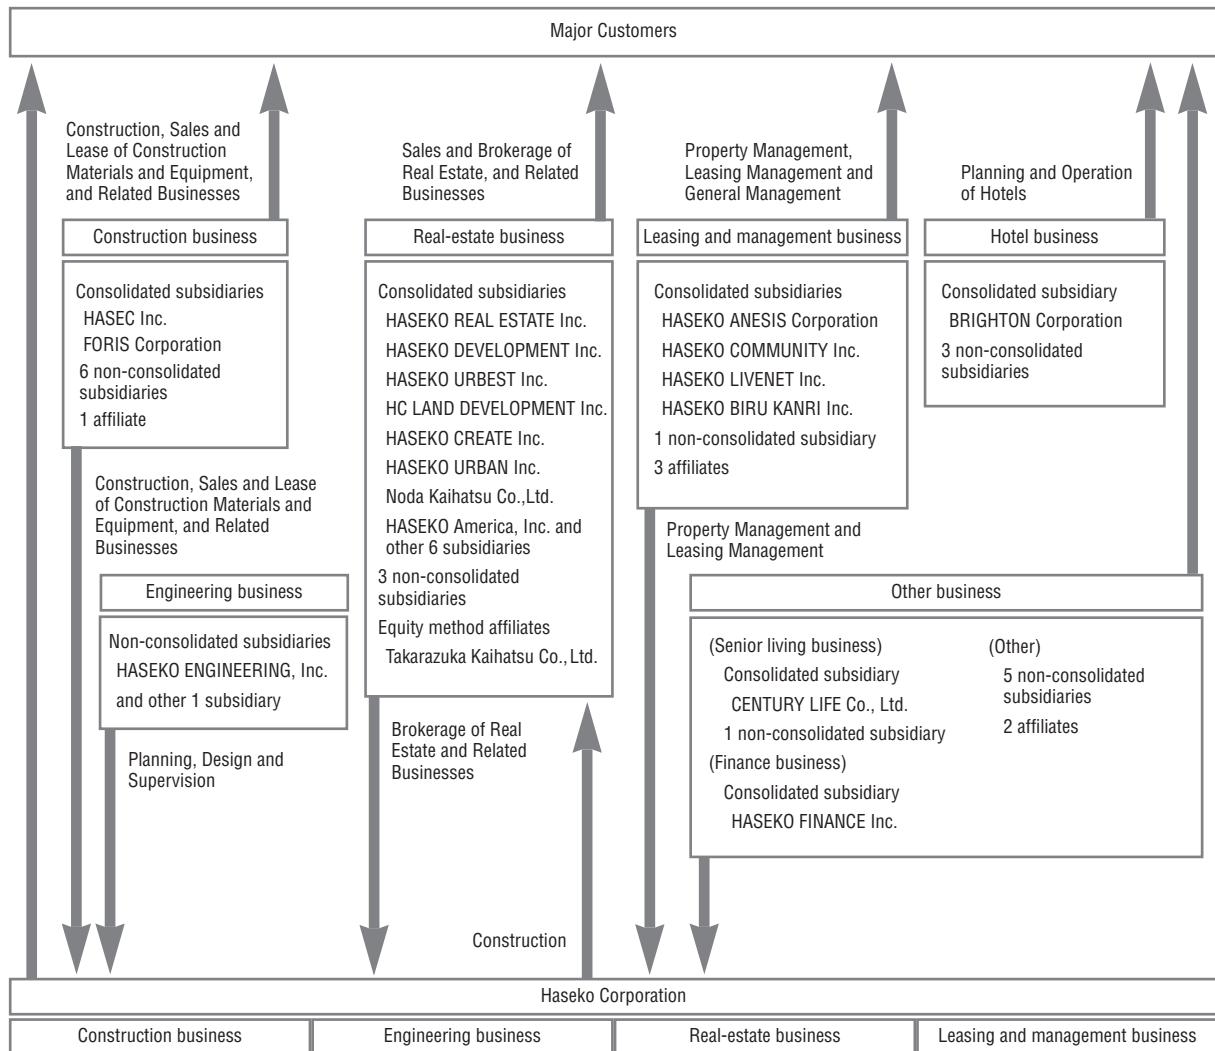 Major Customers
Construction, Sales and
Lease of Construction
Materials and Equipment,
and Related Businesses
Sales and Brokerage of
Real Estate, and Related
Businesses
Property Management,
Leasing Management and
General Management
Planning and Operation
of Hotels
Construction business
Consolidated subsidiaries
HASEC Inc.
FORIS Corporation
6 non-consolidated
subsidiaries
1 affiliate
Real-estate business
Consolidated subsidiaries
HASEKO REAL ESTATE Inc.
HASEKO DEVELOPMENT Inc.
HASEKO URBEST Inc.
HC LAND DEVELOPMENT Inc.
HASEKO CREATE Inc.
HASEKO URBAN Inc.
Noda Kaihatsu Co.,Ltd.
HASEKO America, Inc. and
other 6 subsidiaries
3 non-consolidated
subsidiaries
Equity method affiliates
Takarazuka Kaihatsu Co., Ltd.
Leasing and management business
Consolidated subsidiaries
HASEKO ANESIS Corporation
HASEKO COMMUNITY Inc.
HASEKO LIVENET Inc.
HASEKO BIRU KANRI Inc.
1 non-consolidated subsidiary
3 affiliates
Hotel business
Consolidated subsidiary
BRIGHTON Corporation
3 non-consolidated
subsidiaries
Construction, Sales and Lease
of Construction Materials and
Equipment, and Related
Businesses
Engineering business
Non-consolidated subsidiaries
HASEKO ENGINEERING, Inc.
and other 1 subsidiary
Planning, Design and
Supervision
Brokerage of Real
Estate and Related
Businesses
Construction
Property Management and
Leasing Management
Other business
(Senior living business)
Consolidated subsidiary
CENTURY LIFE Co., Ltd.
1 non-consolidated subsidiary
(Finance business)
Consolidated subsidiary
HASEKO FINANCE Inc.
(Other)
5 non-consolidated
subsidiaries
2 affiliates
Haseko Corporation
Construction business
Engineering business
Real-estate business
Leasing and management business